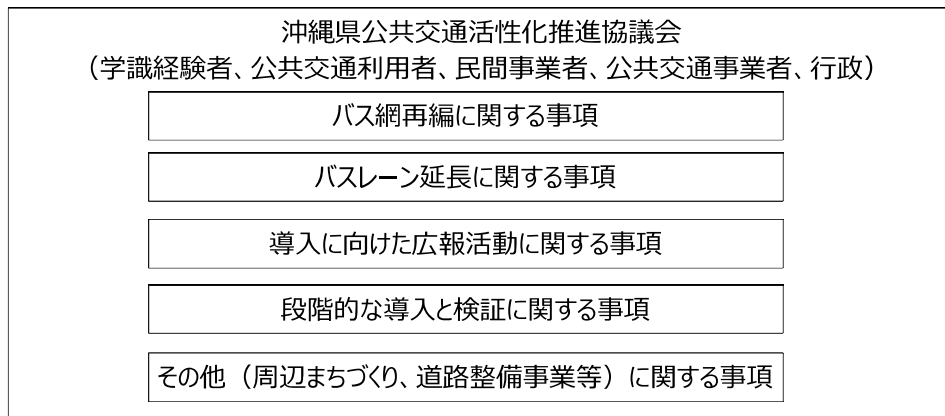 沖縄県公共交通活性化推進協議会
（学識経験者、公共交通利用者、民間事業者、公共交通事業者、行政）
バス網再編に関する事項
バスレーン延長に関する事項
導入に向けた広報活動に関する事項
段階的な導入と検証に関する事項
その他（周辺まちづくり、道路整備事業等）に関する事項